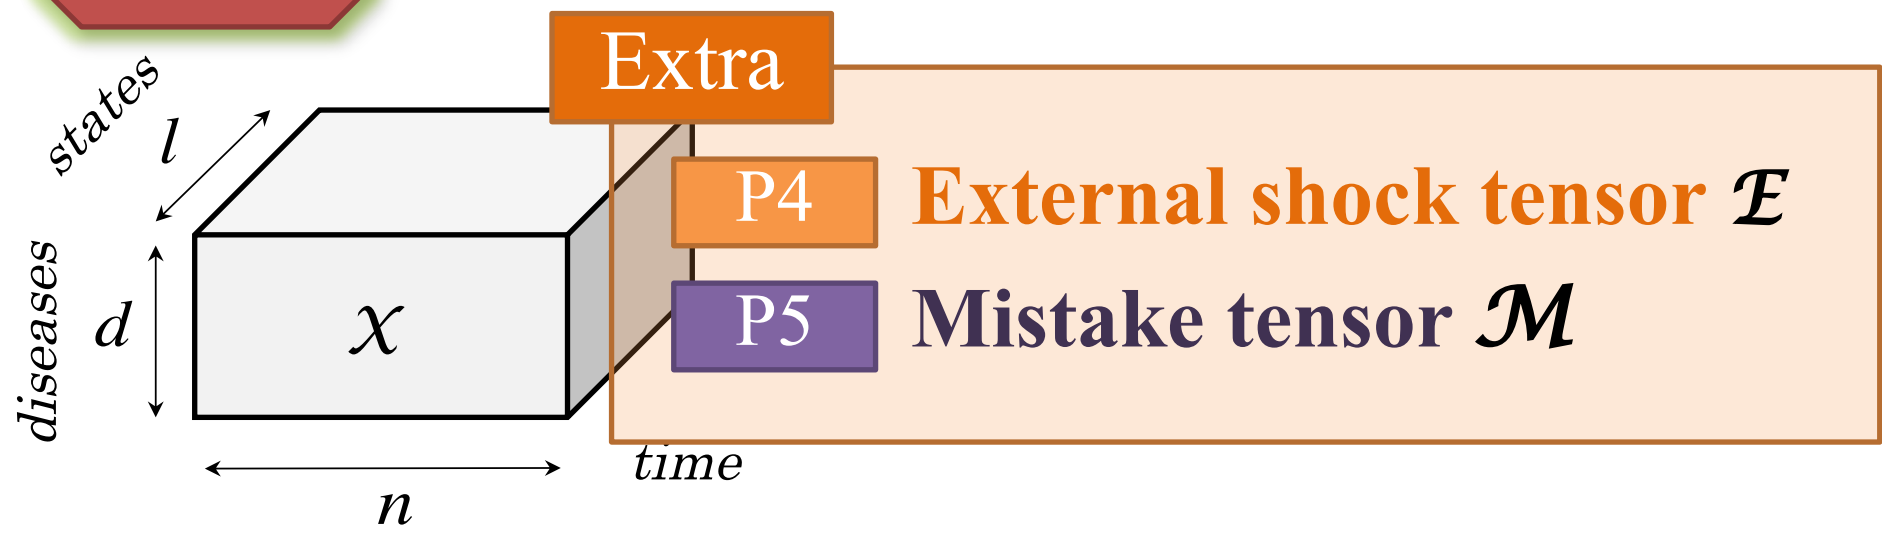 Extra
states
l
P4 External shock tensor ℰ
diseases
d
𝒳
P5 Mistake tensor ℳ
time
n